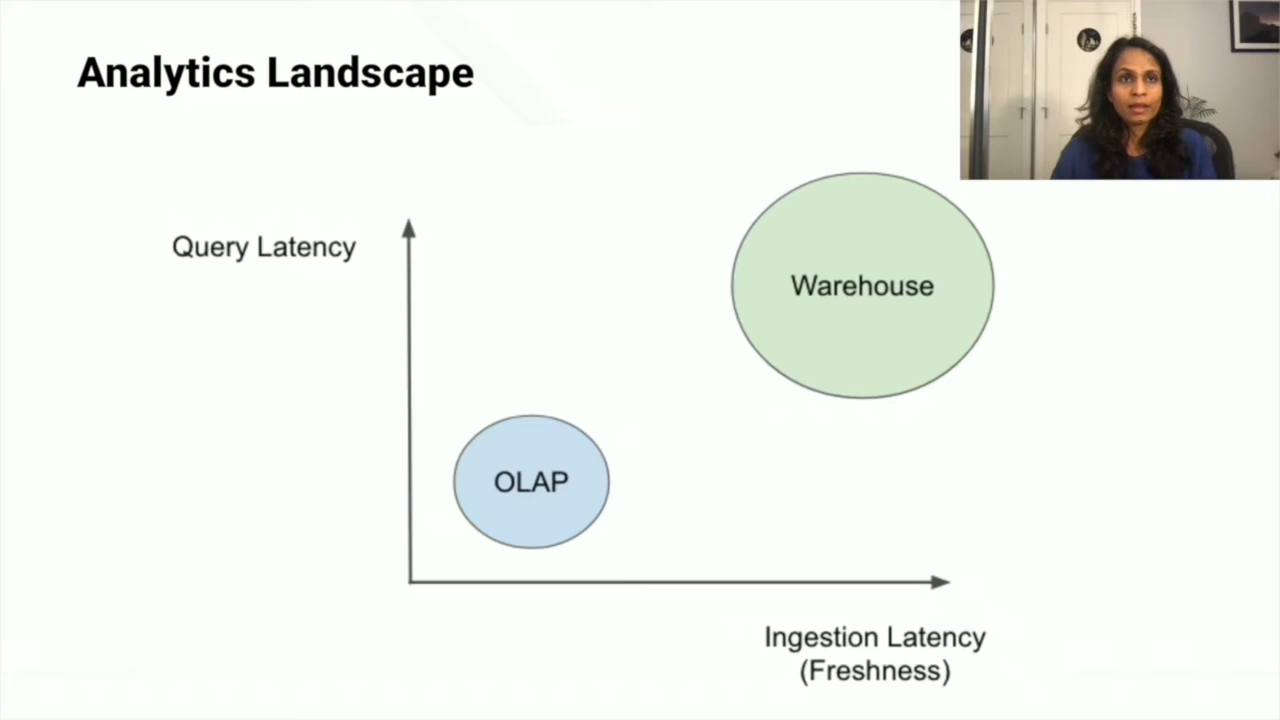 Analytics Landscape
Query Latency
Warehouse
OLAP
Ingestion Latency
(Freshness)